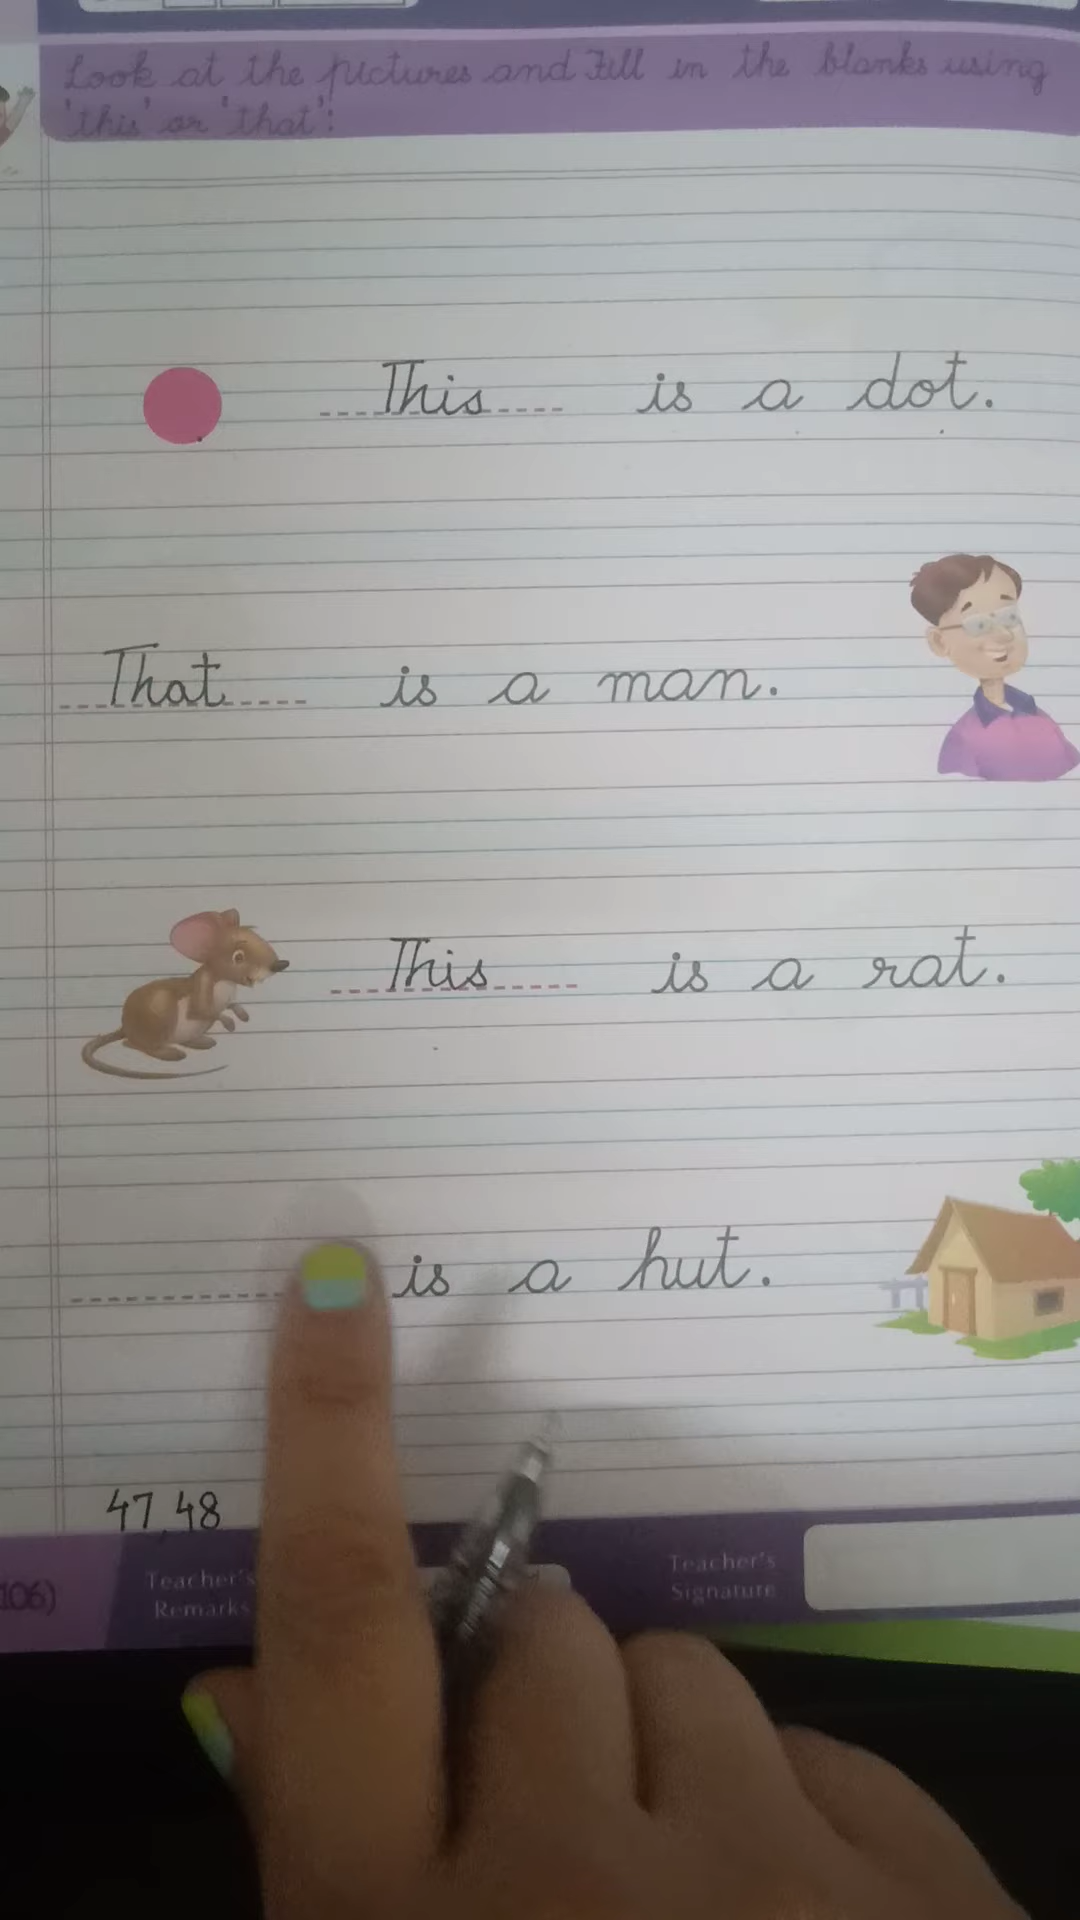 Look at the pictures and Fill in the blanks using
'this' or 'that':
This is a dot.
That is a man.
This is a rat.
is a hut.
47,48
106)
Teacher's
Remarks
Teacher's
Signature